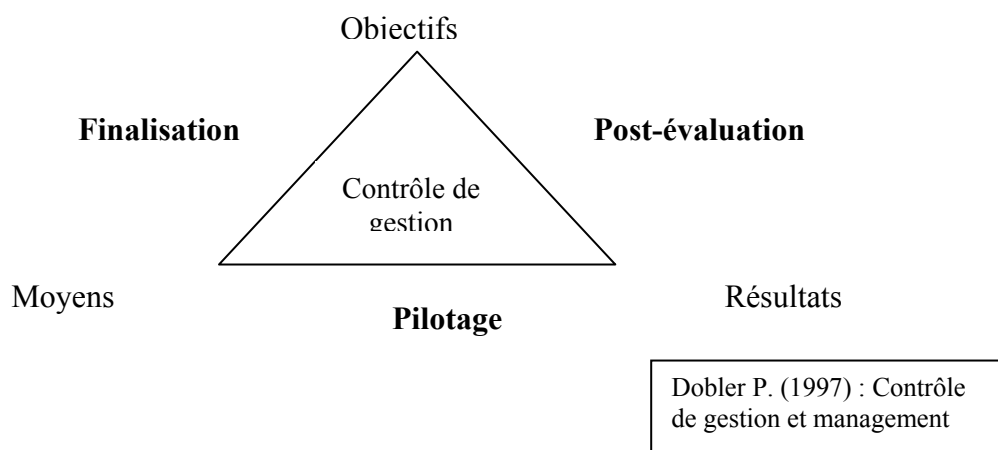 Objectifs
Finalisation
Post-évaluation
Contrôle de
gestion
Moyens
Résultats
Pilotage
Dobler P. (1997) : Contrôle
de gestion et management